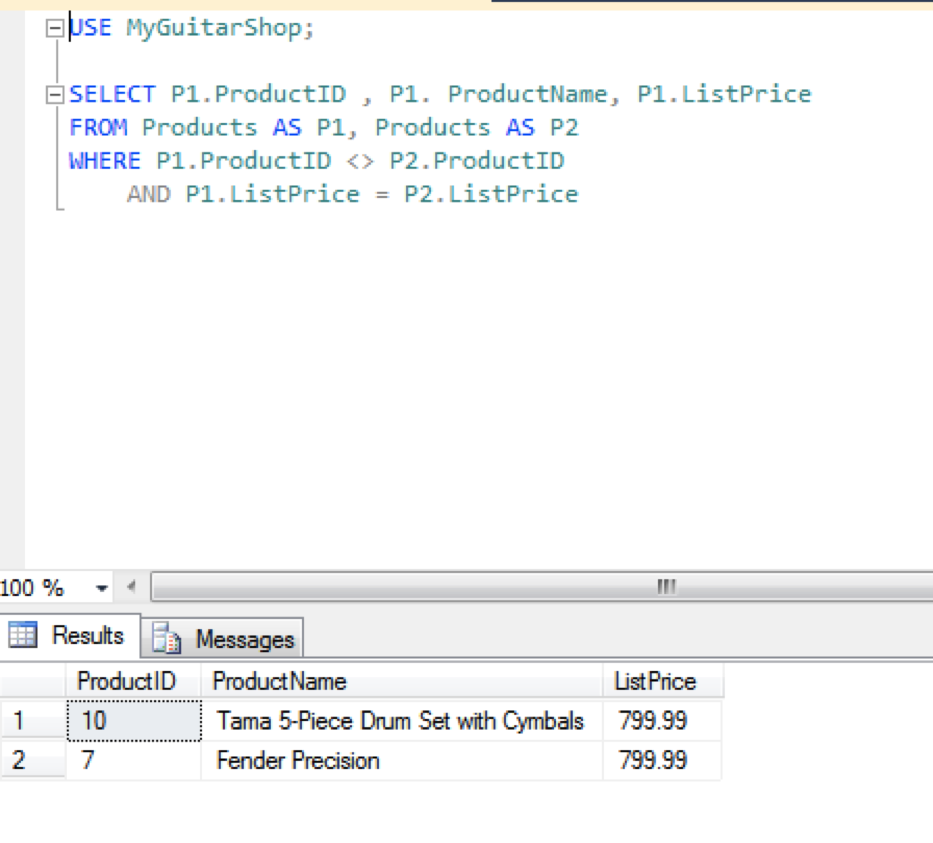 USE MyGuitarShop;
SELECT P1.ProductID , P1. ProductName, P1.ListPrice
FROM Products AS P1, Products AS P2
WHERE P1.ProductID <> P2.ProductID
AND P1.ListPrice = P2.ListPrice
100 %
Results Messages
ProductID ProductName ListPrice
1 10 Tama 5-Piece Drum Set with Cymbals 799.99
2 7 Fender Precision 799.99